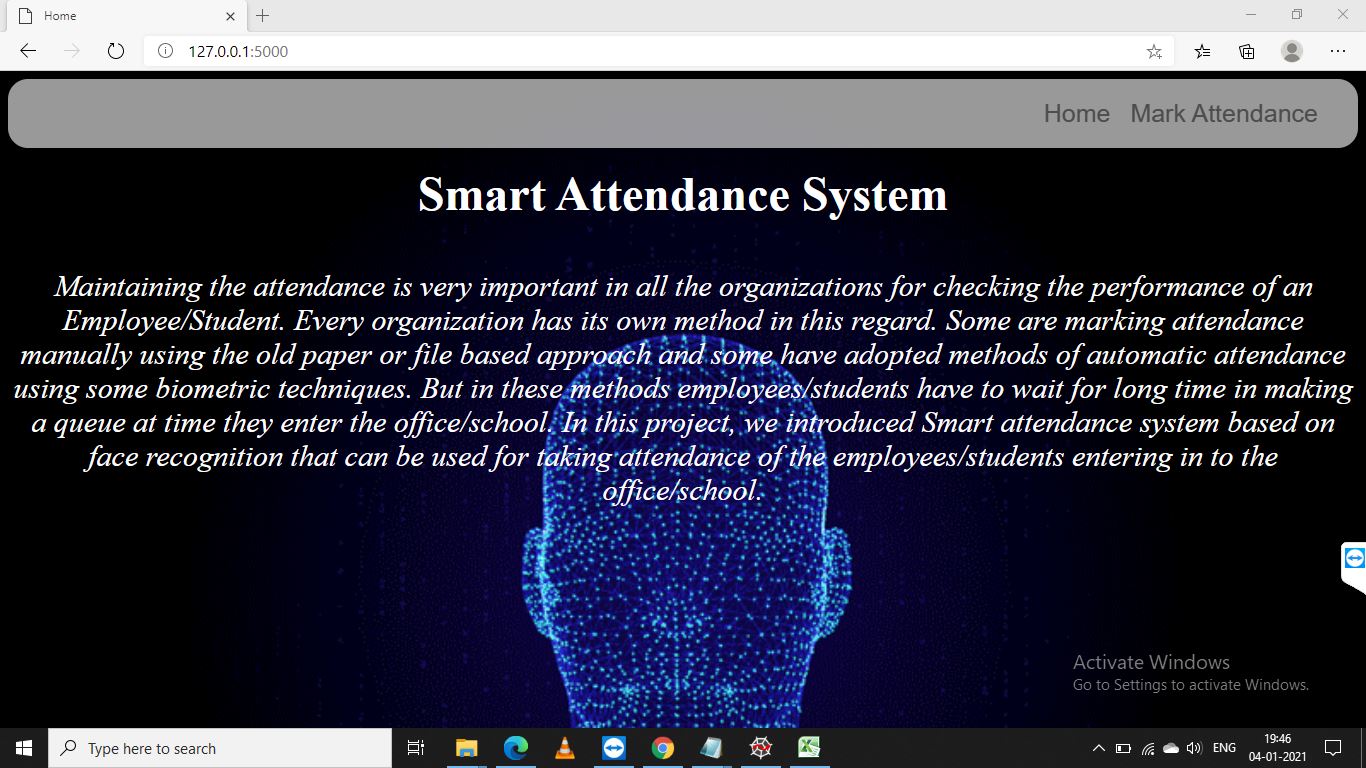 Home
127.0.0.1:5000
Home Mark Attendance
Smart Attendance System
Maintaining the attendance is very important in all the organizations for checking the performance of an
Employee/Student. Every organization has its own method in this regard. Some are marking attendance
manually using the old paper or file based approach and some have adopted methods of automatic attendance
using some biometric techniques. But in these methods employees/students have to wait for long time in making
a queue at time they enter the office/school. In this project, we introduced Smart attendance system based on
face recognition that can be used for taking attendance of the employees/students entering in to the
office/school.
Activate Windows
Go to Settings to activate Windows.
Type here to search
ENG
19:46
04-01-2021